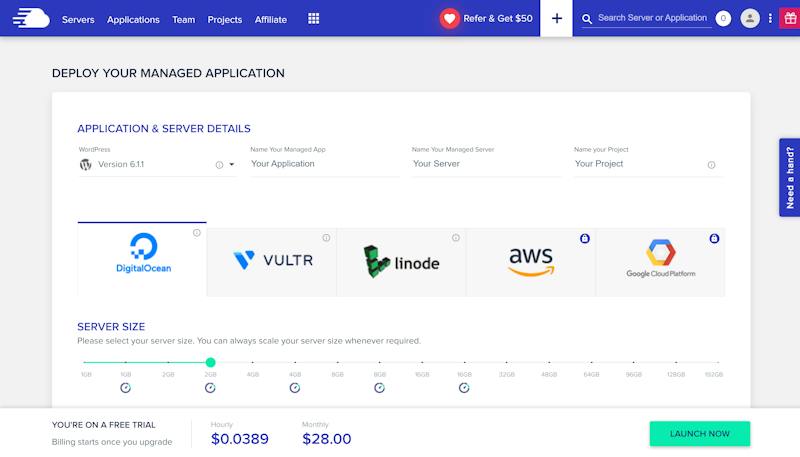 Servers Applications Team Projects Affiliate Refer & Get $50 + Search Server or Application 0
DEPLOY YOUR MANAGED APPLICATION
APPLICATION & SERVER DETAILS
WordPress Name Your Managed App Name Your Managed Server Name your Project
Version 6.1.1 Your Application Your Server Your Project
Need a hand?
DigitalOcean VULTR linode aws Google Cloud Platform
SERVER SIZE
Please select your server size. You can always scale your server size whenever required.
1GB 1GB 2GB 2GB 4GB 4GB 8GB 8GB 16GB 16GB 32GB 48GB 64GB 96GB 128GB 192GB
YOU'RE ON A FREE TRIAL Hourly Monthly
Billing starts once you upgrade $0.0389 $28.00 LAUNCH NOW